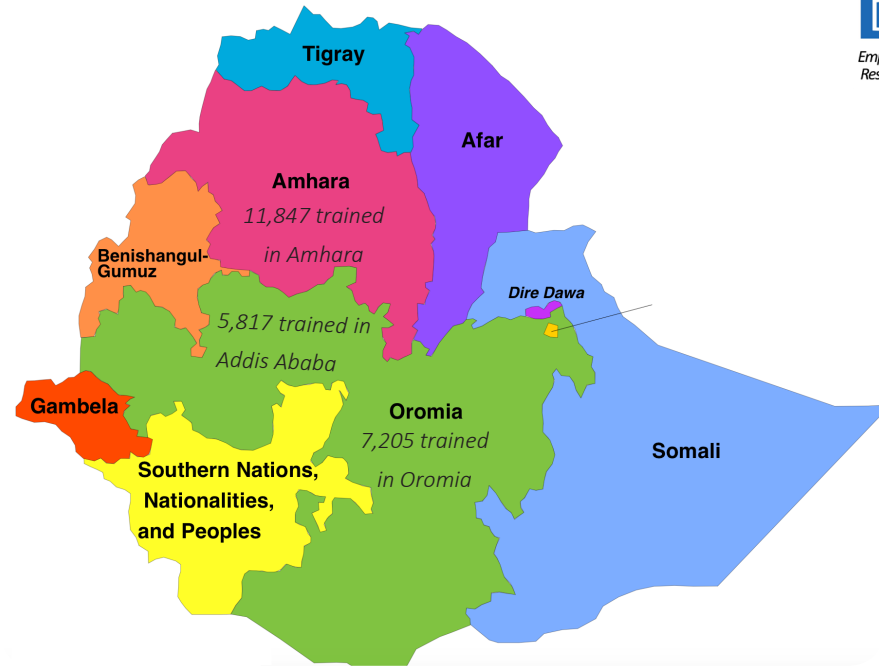 Tigray
Afar
Amhara
11,847 trained
in Amhara
Benishangul-
Gumuz
Dire Dawa
5,817 trained in
Addis Ababa
Gambela
Oromia
7,205 trained
in Oromia
Somali
Southern Nations,
Nationalities,
and Peoples